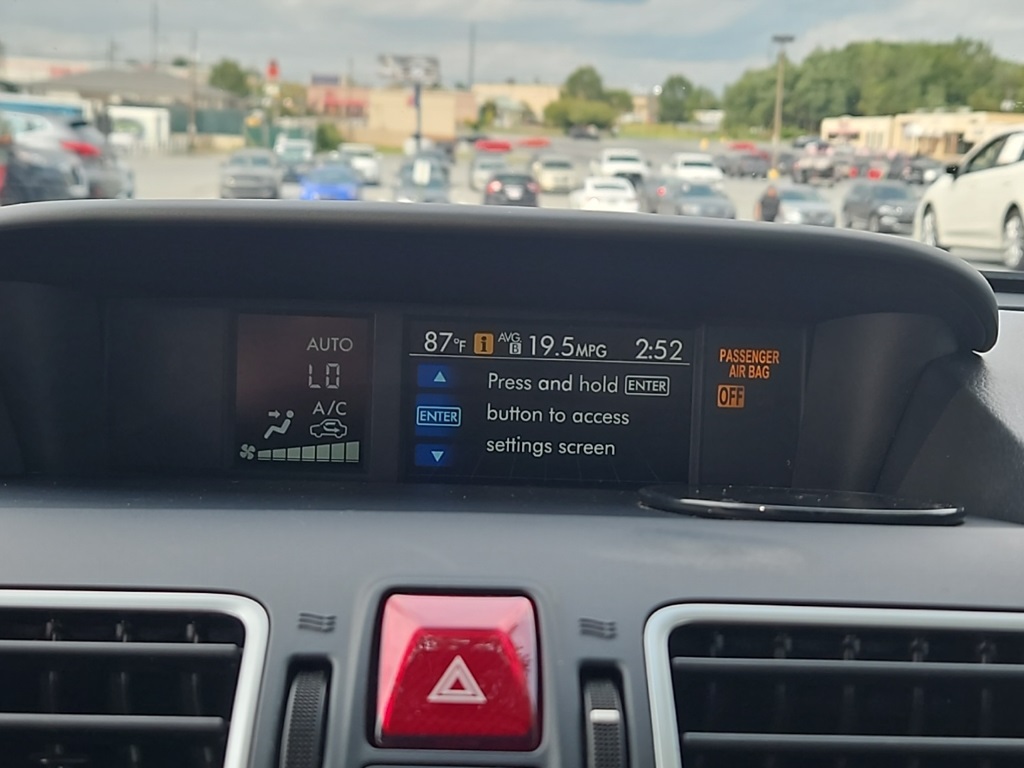 AUTO
LO
A/C
87°F i AVG. B 19.5MPG 2:52
Press and hold ENTER
ENTER
button to access
settings screen
PASSENGER
AIR BAG
OFF